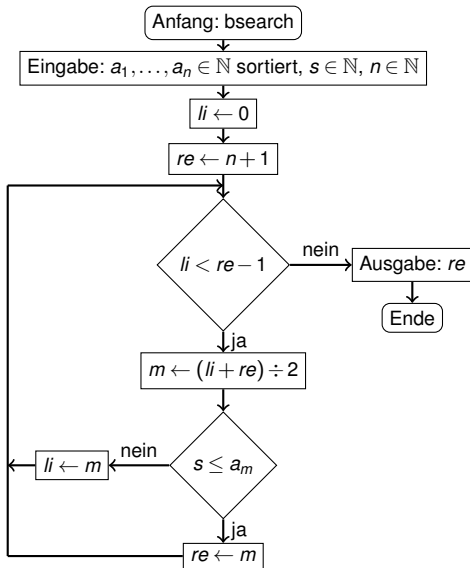 Anfang: bsearch
Eingabe: a₁,…,aₙ ∈ ℕ sortiert, s ∈ ℕ, n ∈ ℕ
li ← 0
re ← n + 1
li < re − 1
nein
Ausgabe: re
Ende
ja
m ← (li + re) ÷ 2
s ≤ aₘ
nein
li ← m
ja
re ← m